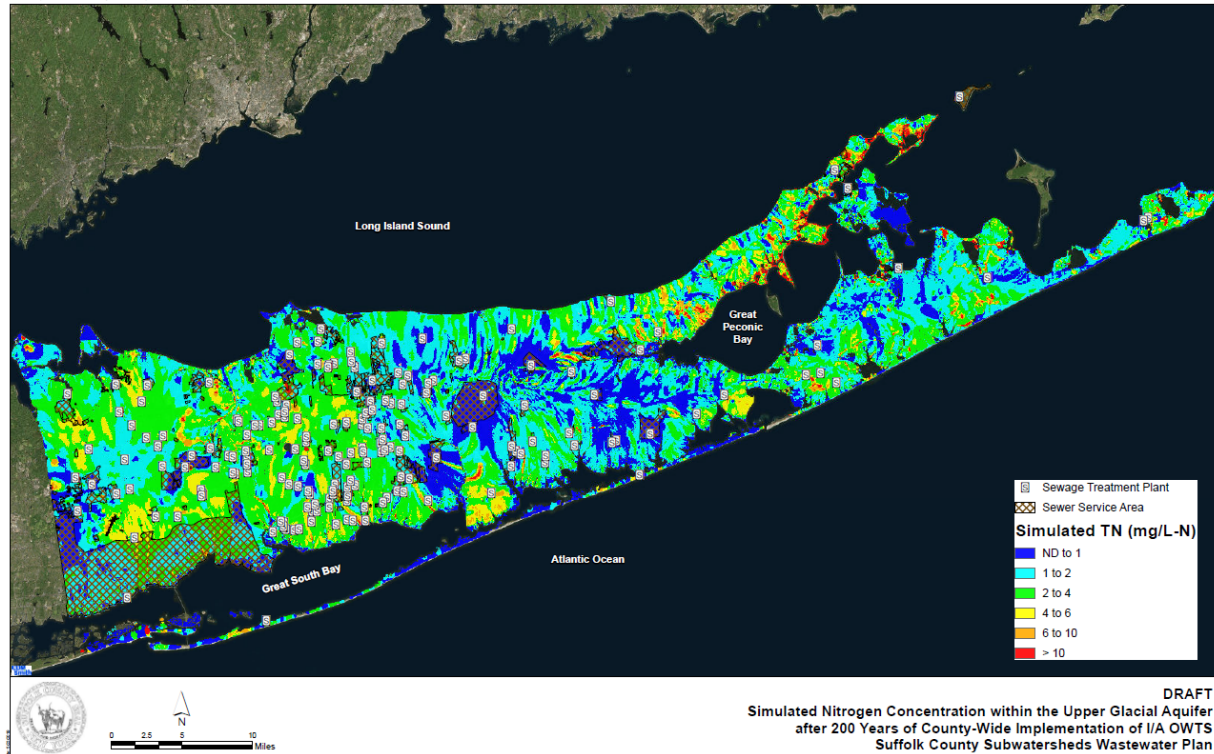 Long Island Sound
Great
Peconic
Bay
Great South Bay
Atlantic Ocean
S Sewage Treatment Plant
Sewer Service Area
Simulated TN (mg/L-N)
ND to 1
1 to 2
2 to 4
4 to 6
6 to 10
> 10
N
0 2.5 5 10
Miles
DRAFT
Simulated Nitrogen Concentration within the Upper Glacial Aquifer
after 200 Years of County-Wide Implementation of I/A OWTS
Suffolk County Subwatersheds Wastewater Plan